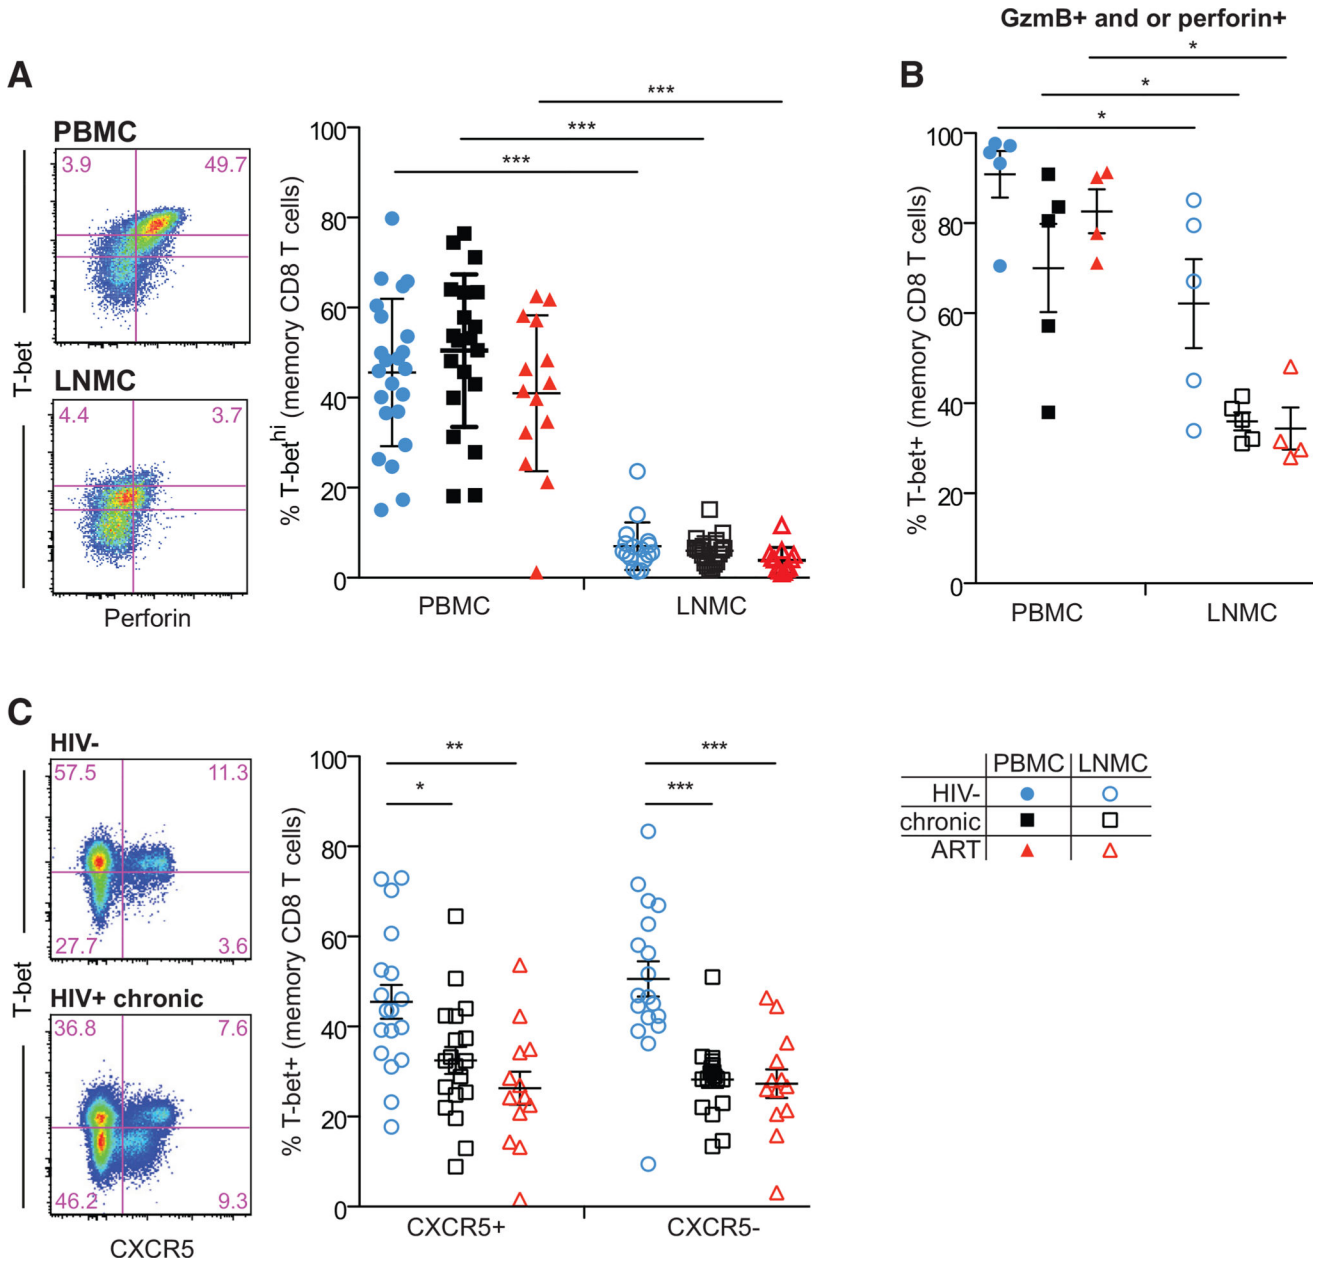 A
PBMC
3.9 49.7
LNMC
4.4 3.7
T-bet
Perforin
% T-bethi (memory CD8 T cells)
100
80
60
40
20
0
***
***
***
PBMC LNMC
B
GzmB+ and or perforin+
*
*
*
% T-bet+ (memory CD8 T cells)
100
80
60
40
20
0
PBMC LNMC
C
HIV-
57.5 11.3
27.7 3.6
HIV+ chronic
36.8 7.6
46.2 9.3
T-bet
CXCR5
% T-bet+ (memory CD8 T cells)
100
80
60
40
20
0
**
*
***
***
CXCR5+ CXCR5-
PBMC LNMC
HIV-
chronic
ART